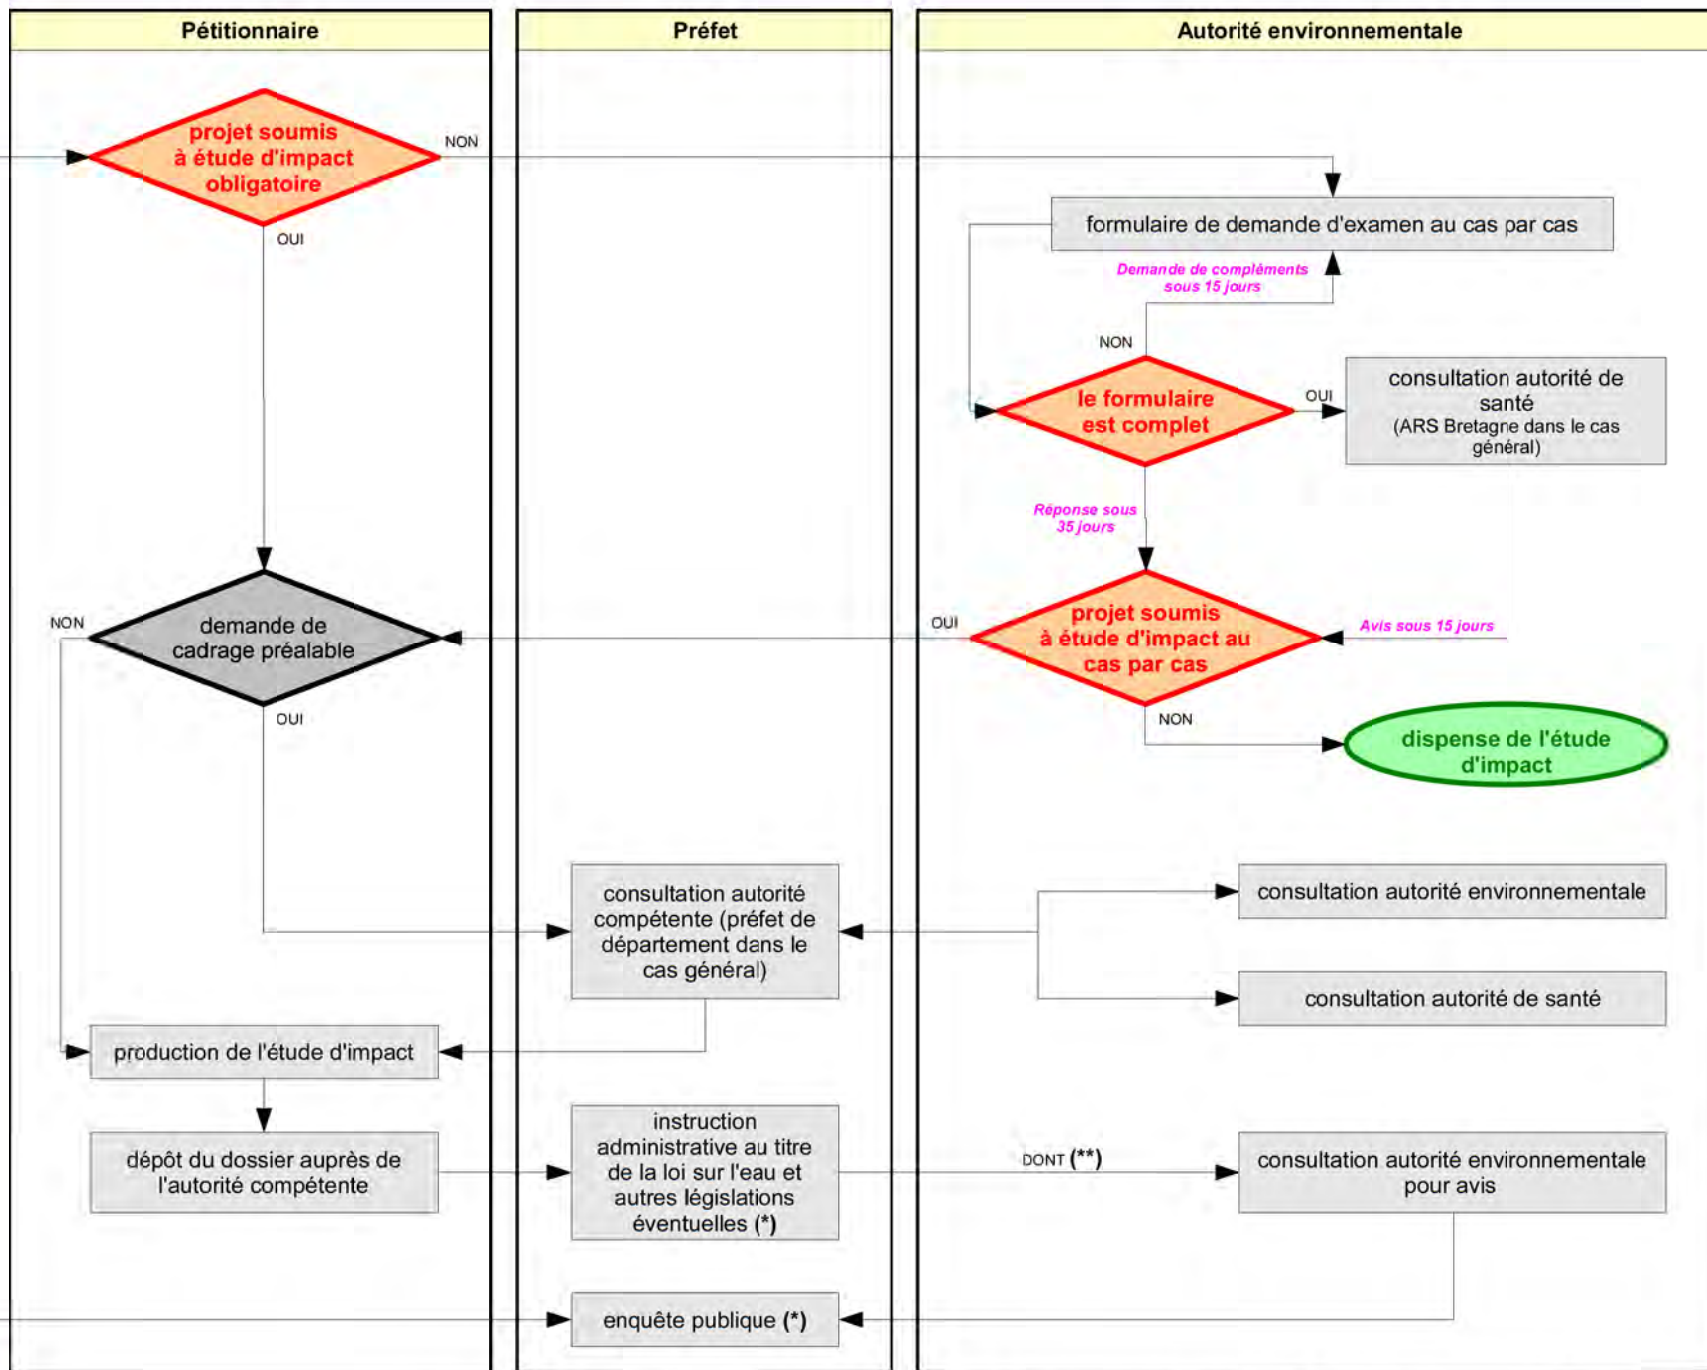 Pétitionnaire
Préfet
Autorité environnementale
projet soumis
à étude d'impact
obligatoire
NON
OUI
formulaire de demande d'examen au cas par cas
Demande de compléments
sous 15 jours
NON
le formulaire
est complet
OUI
consultation autorité de
santé
(ARS Bretagne dans le cas
général)
Réponse sous
35 jours
NON
demande de
cadrage préalable
OUI
OUI
projet soumis
à étude d'impact au
cas par cas
Avis sous 15 jours
NON
dispense de l'étude
d'impact
consultation autorité
compétente (préfet de
département dans le
cas général)
consultation autorité environnementale
consultation autorité de santé
production de l'étude d'impact
dépôt du dossier auprès de
l'autorité compétente
instruction
administrative au titre
de la loi sur l'eau et
autres législations
éventuelles (*)
DONT (**)
consultation autorité environnementale
pour avis
enquête publique (*)